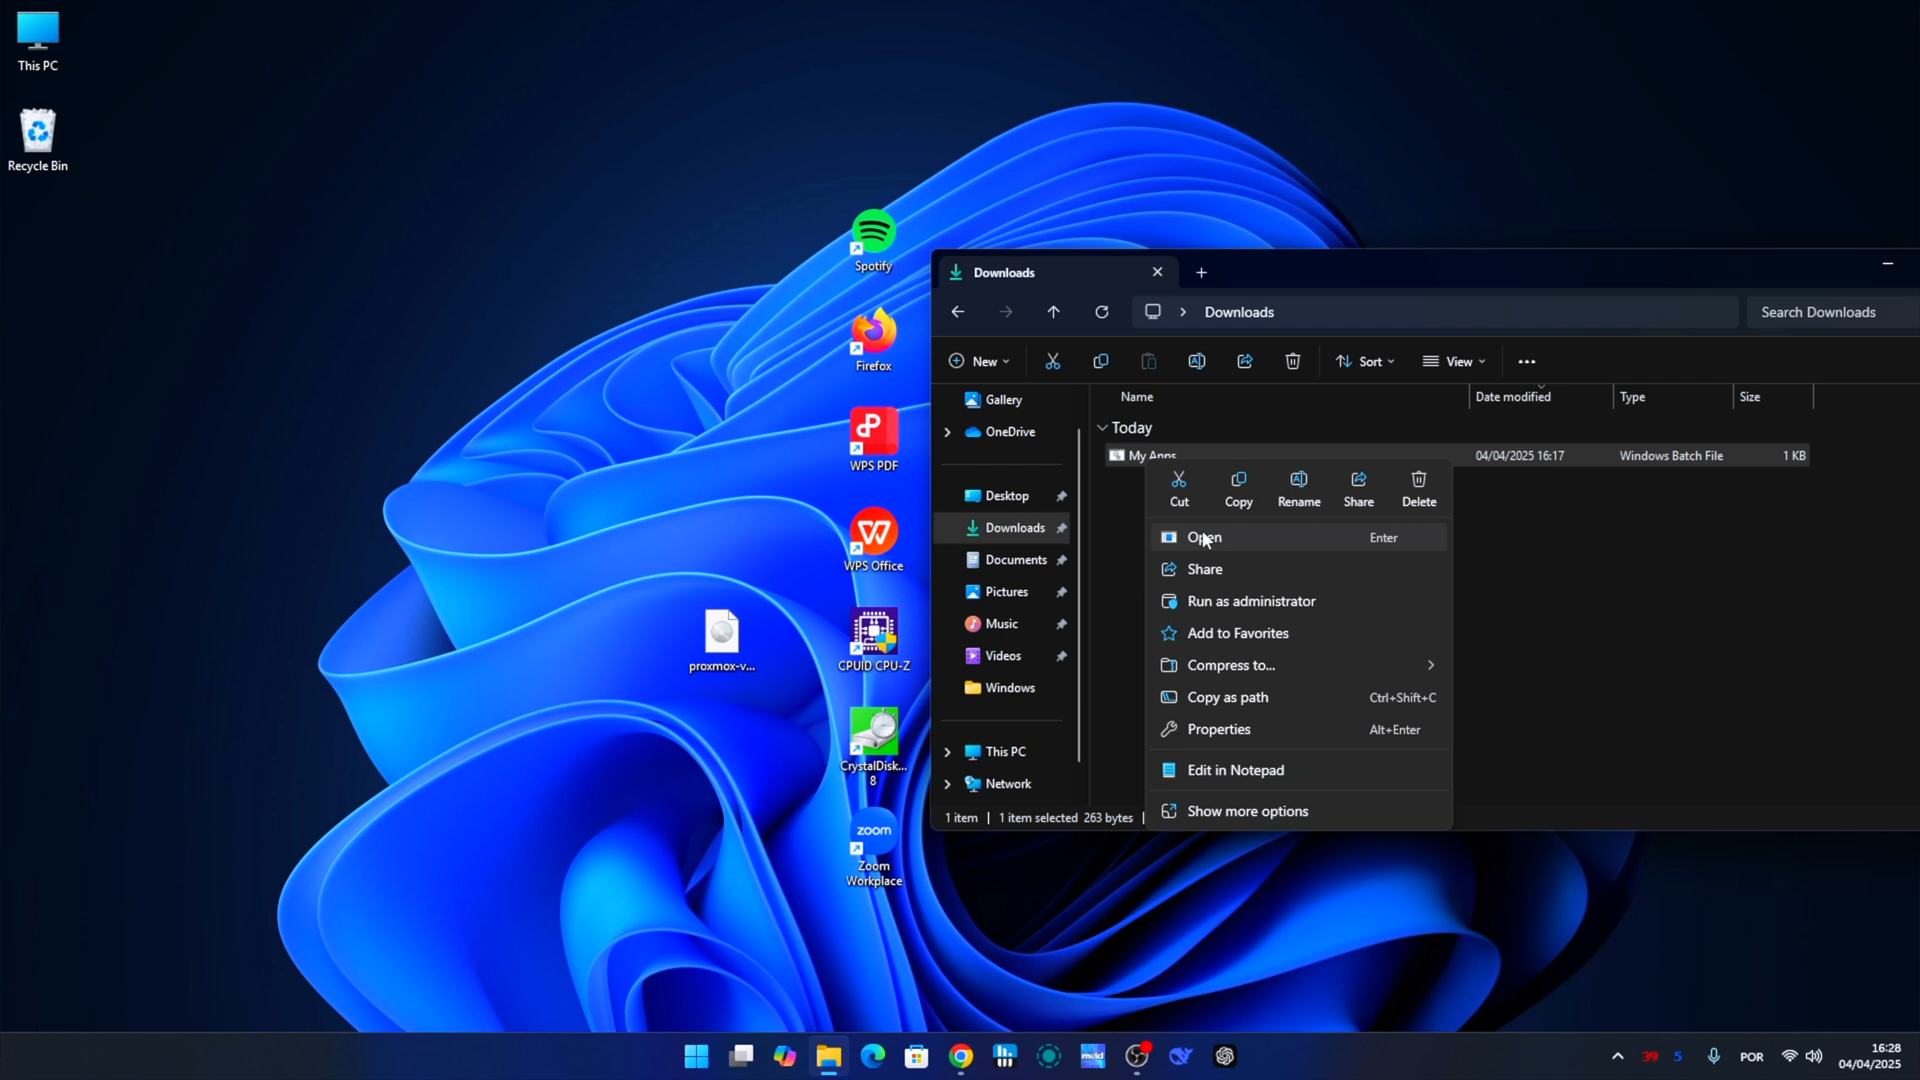 This PC
Recycle Bin
Spotify
Firefox
WPS PDF
WPS Office
proxmox-v...
CPUID CPU-Z
CrystalDisk...
8
zoom
Zoom
Workplace
Downloads
Downloads
Search Downloads
New
Sort
View
Gallery
OneDrive
Desktop
Downloads
Documents
Pictures
Music
Videos
Windows
This PC
Network
Name
Date modified
Type
Size
Today
My Apps
04/04/2025 16:17
Windows Batch File
1 KB
Cut
Copy
Rename
Share
Delete
Open
Enter
Share
Run as administrator
Add to Favorites
Compress to...
Copy as path
Ctrl+Shift+C
Properties
Alt+Enter
Edit in Notepad
Show more options
1 item
1 item selected 263 bytes
39
5
POR
16:28
04/04/2025